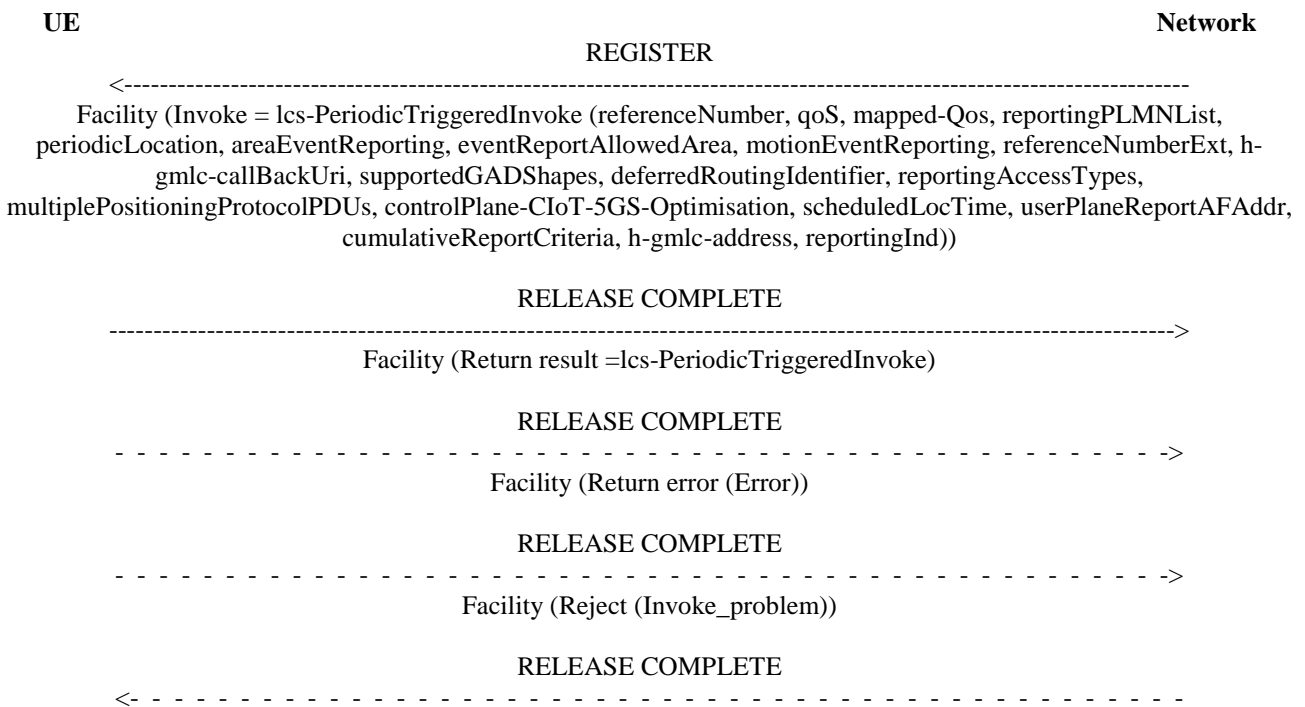 UE Network
REGISTER
<------------------------------------------------------------------------------------------------------------------------
Facility (Invoke = lcs-PeriodicTriggeredInvoke (referenceNumber, qoS, mapped-Qos, reportingPLMNList,
periodicLocation, areaEventReporting, eventReportAllowedArea, motionEventReporting, referenceNumberExt, h-
gmlc-callBackUri, supportedGADShapes, deferredRoutingIdentifier, reportingAccessTypes,
multiplePositioningProtocolPDUs, controlPlane-CIoT-5GS-Optimisation, scheduledLocTime, userPlaneReportAFAddr,
cumulativeReportCriteria, h-gmlc-address, reportingInd))
RELEASE COMPLETE
------------------------------------------------------------------------------------------------------------------------>
Facility (Return result =lcs-PeriodicTriggeredInvoke)
RELEASE COMPLETE
- - - - - - - - - - - - - - - - - - - - - - - - - - - - - - - - - - - - - - - - - - - - - - - ->
Facility (Return error (Error))
RELEASE COMPLETE
- - - - - - - - - - - - - - - - - - - - - - - - - - - - - - - - - - - - - - - - - - - - - - - ->
Facility (Reject (Invoke_problem))
RELEASE COMPLETE
<- - - - - - - - - - - - - - - - - - - - - - - - - - - - - - - - - - - - - - - - - - - - - - - -